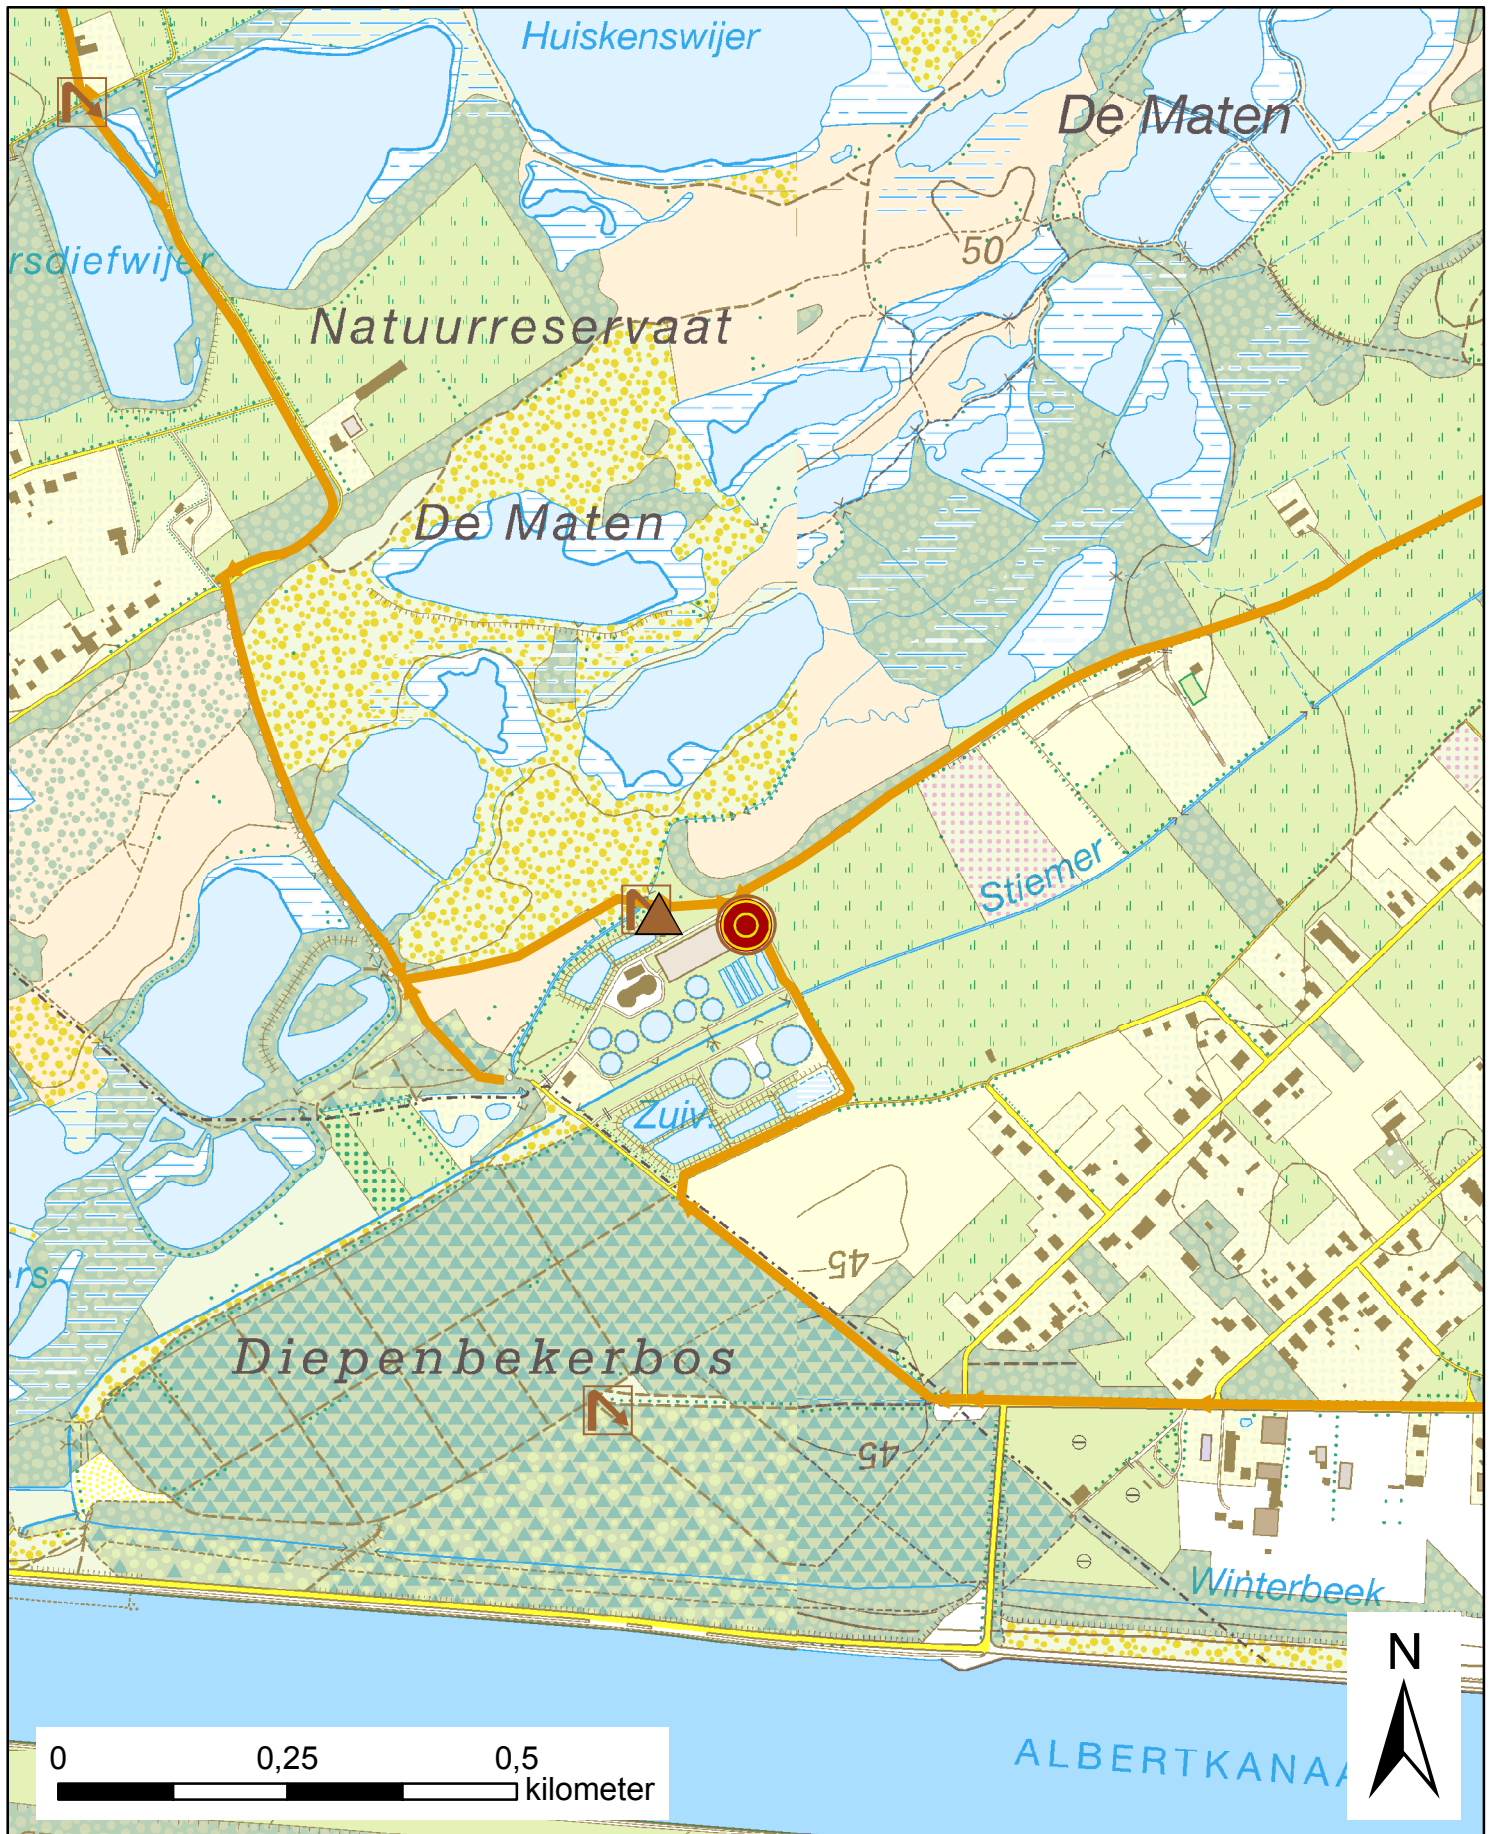 Huiskenswijer
De Maten
rsdiefwijer
50
Natuurreservaat
De Maten
Stiemer
Zuiv.
45
ers
Diepenbekerbos
45
Winterbeek
N
0 0,25 0,5
kilometer
ALBERTKANAA